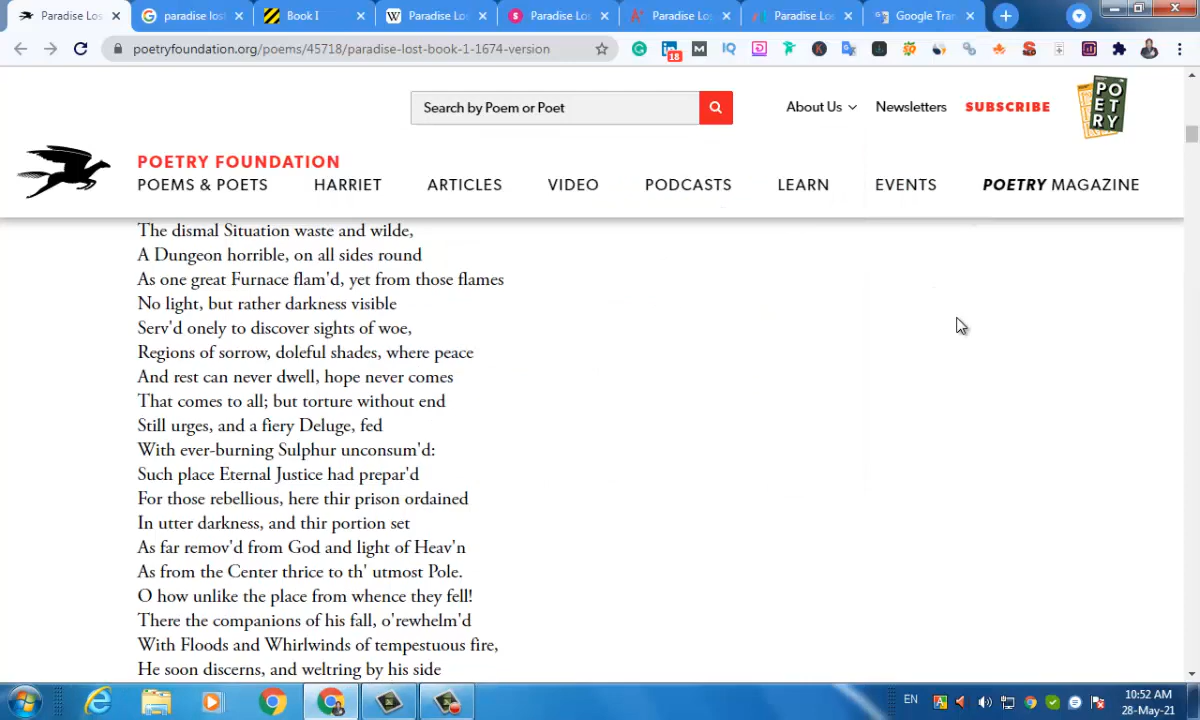 Paradise Los
paradise lost
Book I
Paradise Lo
Paradise Lo
Paradise Los
Paradise Los
Google Tran
poetryfoundation.org/poems/45718/paradise-lost-book-1-1674-version
18
Search by Poem or Poet
About Us
Newsletters
SUBSCRIBE
POETRY
POETRY FOUNDATION
POEMS & POETS
HARRIET
ARTICLES
VIDEO
PODCASTS
LEARN
EVENTS
POETRY MAGAZINE
The dismal Situation waste and wilde,
A Dungeon horrible, on all sides round
As one great Furnace flam'd, yet from those flames
No light, but rather darkness visible
Serv'd onely to discover sights of woe,
Regions of sorrow, doleful shades, where peace
And rest can never dwell, hope never comes
That comes to all; but torture without end
Still urges, and a fiery Deluge, fed
With ever-burning Sulphur unconsum'd:
Such place Eternal Justice had prepar'd
For those rebellious, here thir prison ordained
In utter darkness, and thir portion set
As far remov'd from God and light of Heav'n
As from the Center thrice to th' utmost Pole.
O how unlike the place from whence they fell!
There the companions of his fall, o'rewhelm'd
With Floods and Whirlwinds of tempestuous fire,
He soon discerns, and weltring by his side
EN
10:52 AM
28-May-21